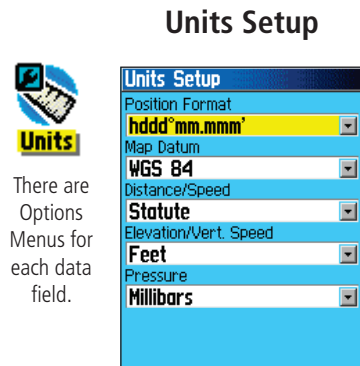 Units Setup
Units
There are
Options
Menus for
each data
field.
Units Setup
Position Format
hddd°mm.mmm'
Map Datum
WGS 84
Distance/Speed
Statute
Elevation/Vert. Speed
Feet
Pressure
Millibars